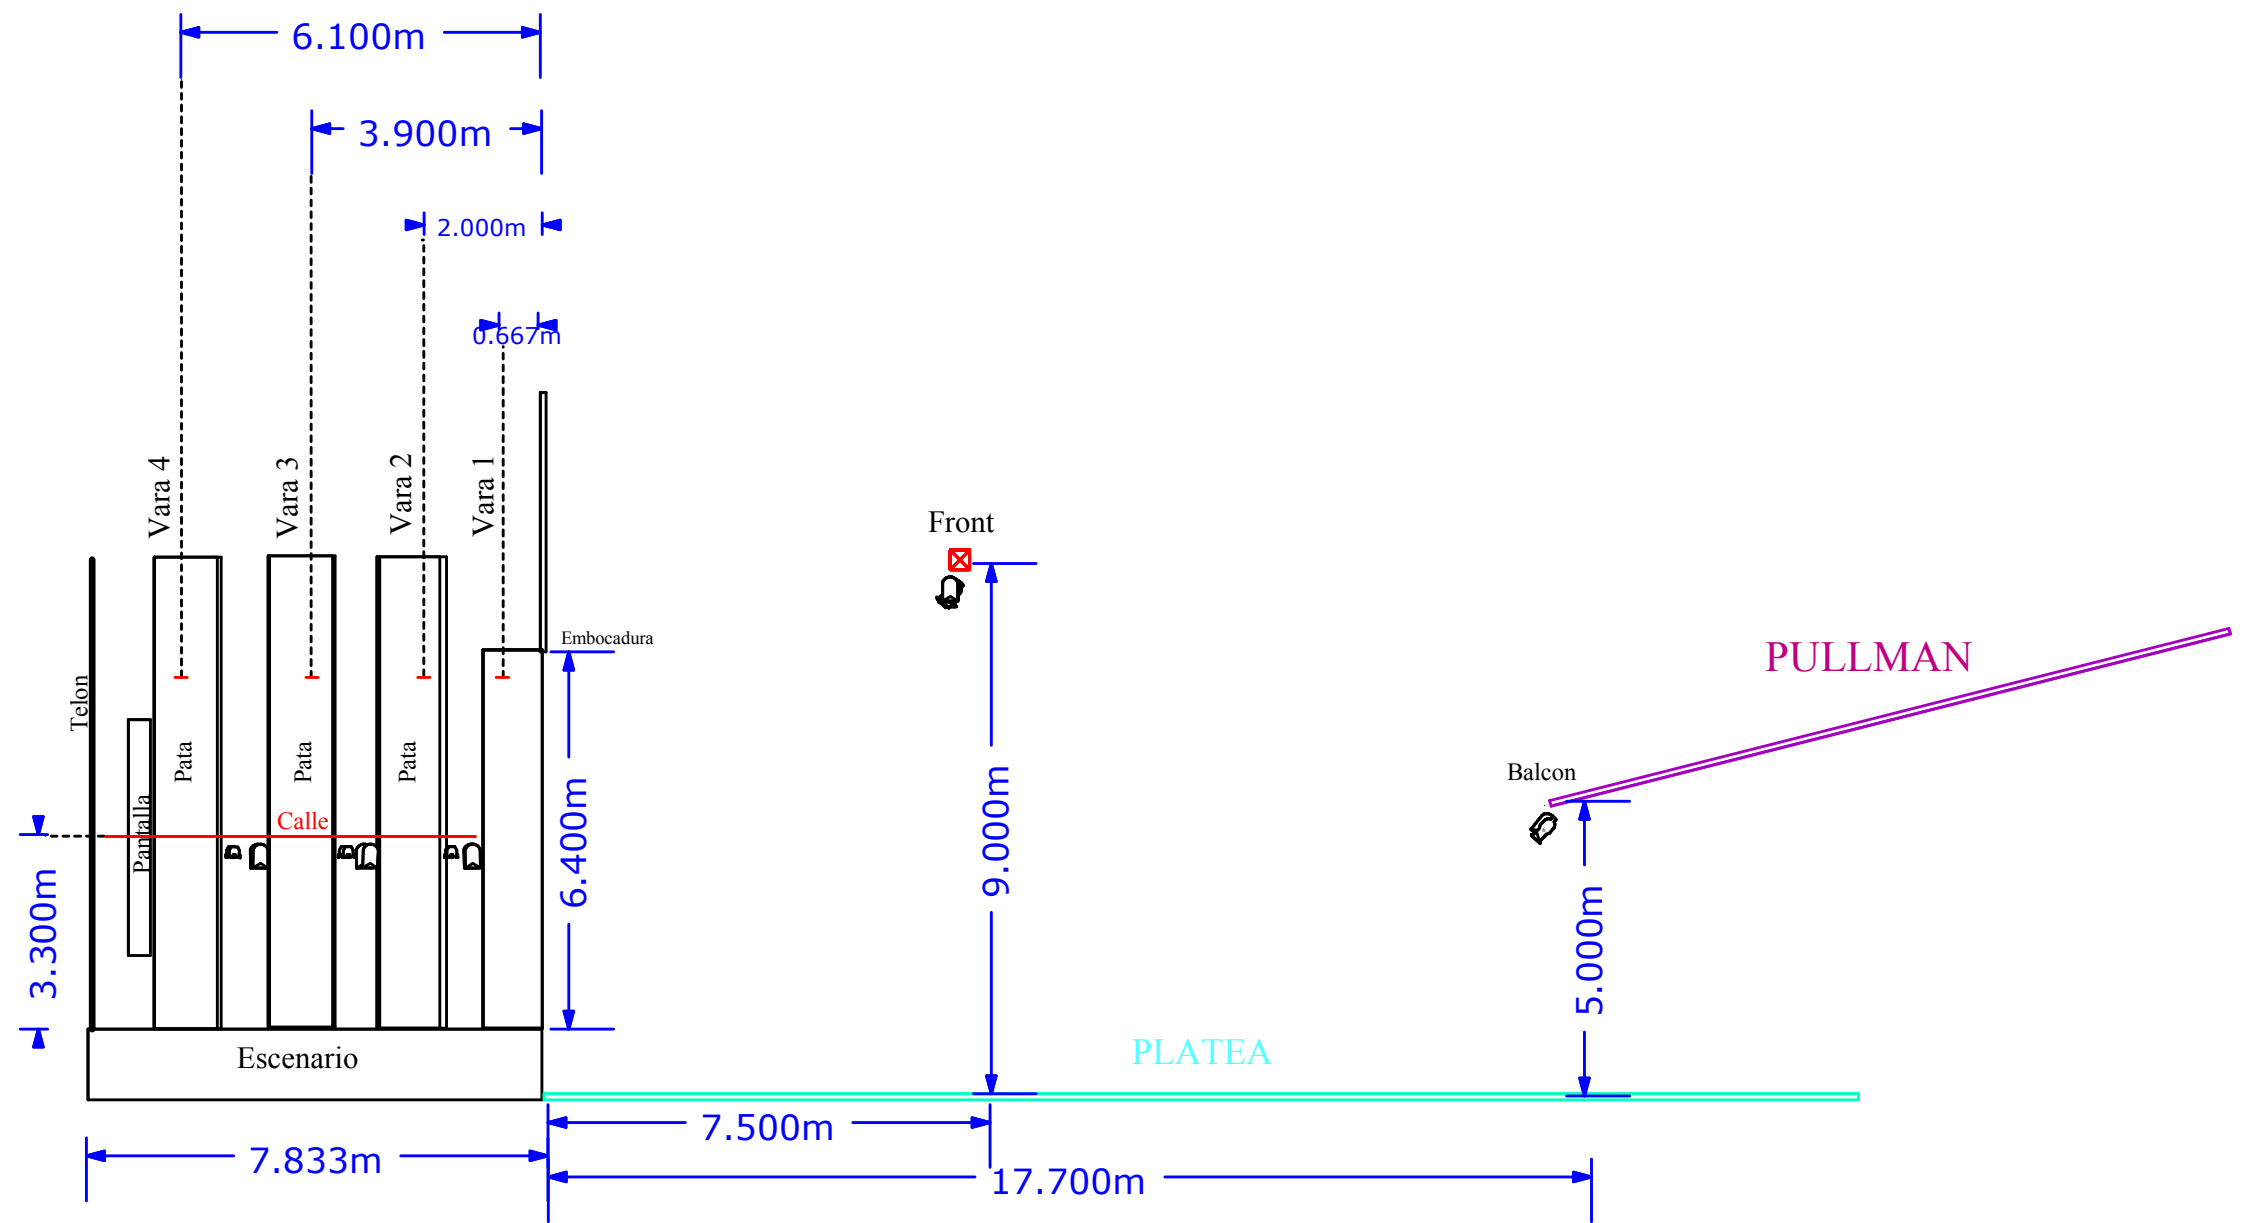 6.100m
3.900m
2.000m
0.667m
Vara 4
Vara 3
Vara 2
Vara 1
Front
Embocadura
PULLMAN
Telon
Pata
Pata
Pata
Balcon
Pantalla
Calle
6.400m
9.000m
3.300m
5.000m
Escenario
PLATEA
7.500m
7.833m
17.700m